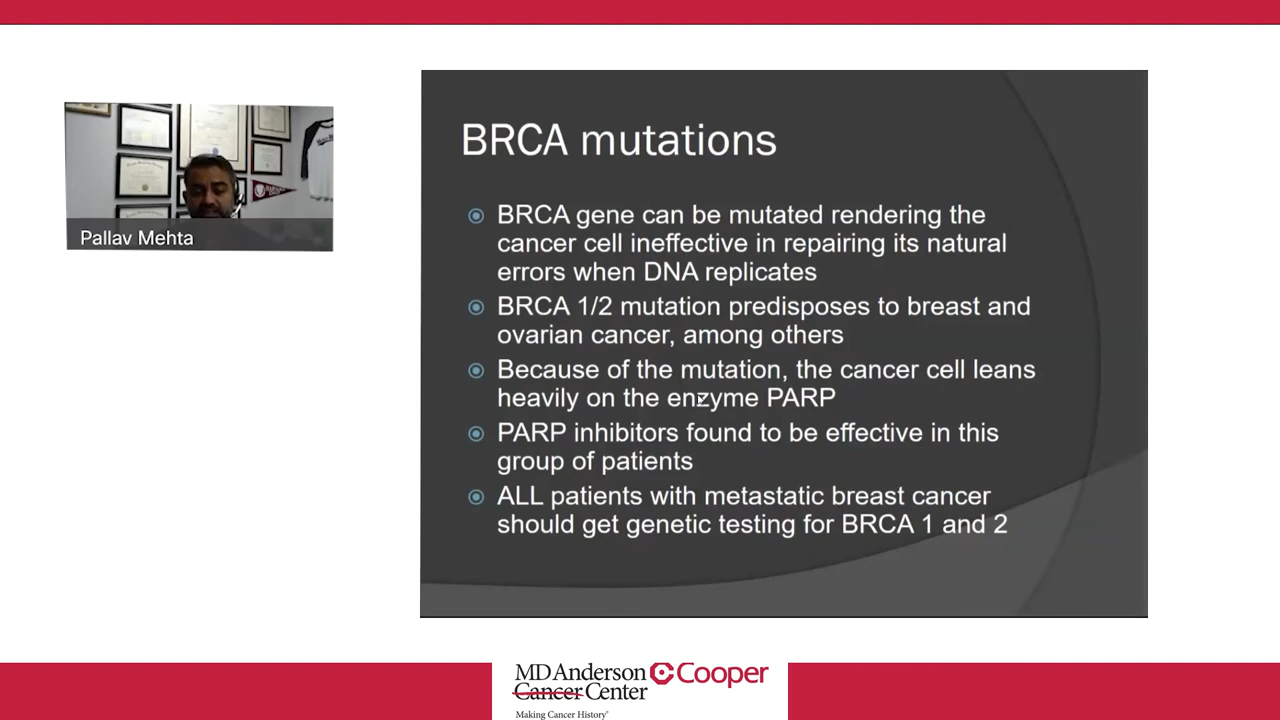 BRCA mutations
BRCA gene can be mutated rendering the
cancer cell ineffective in repairing its natural
errors when DNA replicates
BRCA 1/2 mutation predisposes to breast and
ovarian cancer, among others
Because of the mutation, the cancer cell leans
heavily on the enzyme PARP
PARP inhibitors found to be effective in this
group of patients
ALL patients with metastatic breast cancer
should get genetic testing for BRCA 1 and 2
Pallav Mehta
MD Anderson Cooper
Cancer Center
Making Cancer History®